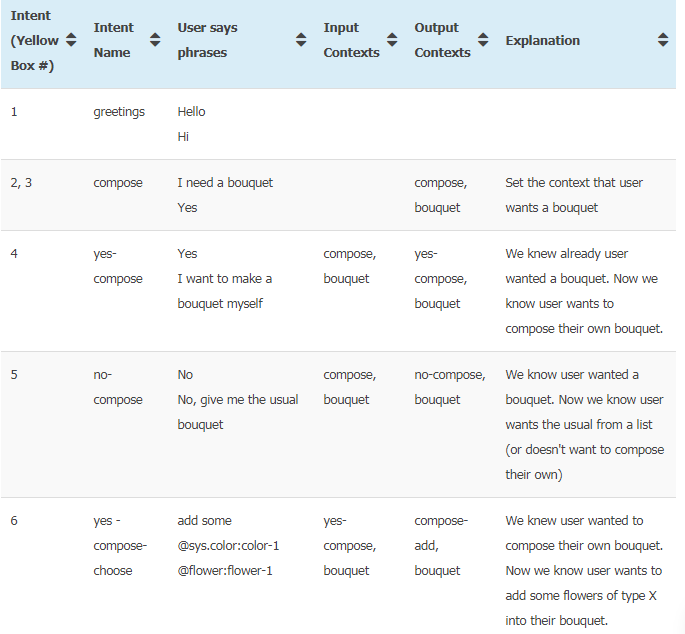 Intent (Yellow Box #) Intent Name User says phrases Input Contexts Output Contexts Explanation
1 greetings Hello
Hi
2, 3 compose I need a bouquet compose, Set the context that user
Yes bouquet wants a bouquet
4 yes- Yes compose, yes- We knew already user
compose I want to make a bouquet compose, wanted a bouquet. Now we
bouquet myself bouquet know user wants to
compose their own bouquet.
5 no- No compose, no-compose, We know user wanted a
compose No, give me the usual bouquet bouquet bouquet. Now we know user
bouquet wants the usual from a list
(or doesn't want to compose
their own)
6 yes - add some yes- compose- We knew user wanted to
compose- @sys.color:color-1 compose, add, compose their own bouquet.
choose @flower:flower-1 bouquet bouquet Now we know user wants to
add some flowers of type X
into their bouquet.